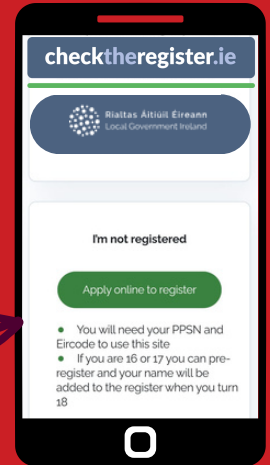 checktheregister.ie
Rialtas Áitiúil Éireann
Local Government Ireland
I'm not registered
Apply online to register
• You will need your PPSN and
Eircode to use this site
• If you are 16 or 17 you can pre-
register and your name will be
added to the register when you turn
18